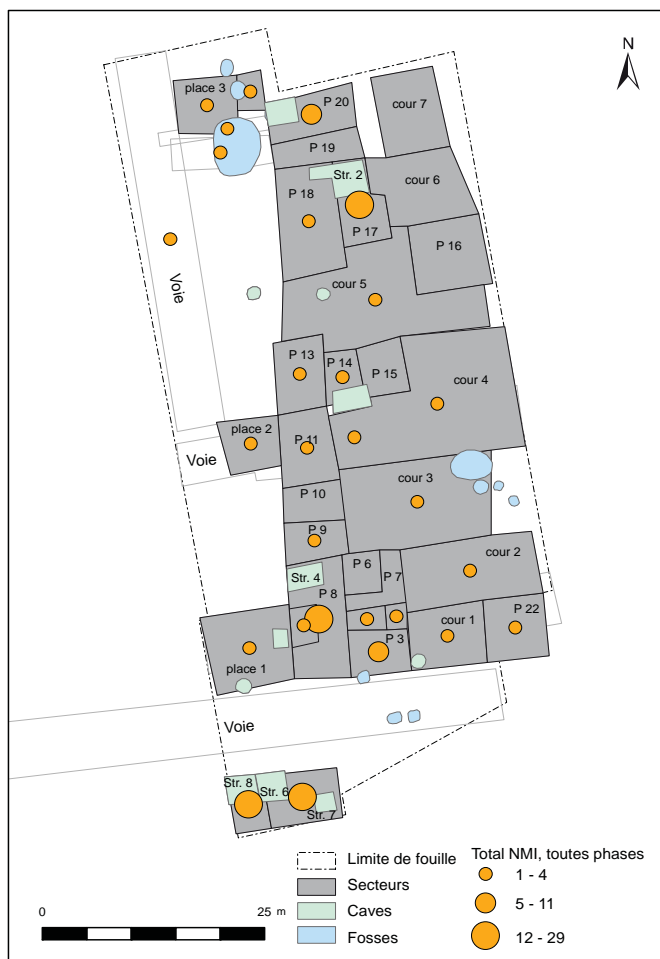 N
place 3
P 20
cour 7
P 19
Str. 2
P 18
cour 6
P 17
P 16
Voie
cour 5
P 13
P 14
P 15
cour 4
place 2
P 11
Voie
cour 3
P 10
P 9
P 6
cour 2
Str. 4
P 7
P 8
P 22
cour 1
P 3
place 1
Voie
Str. 8
Str. 6
Str. 7
Limite de fouille
Secteurs
Caves
Fosses
Total NMI, toutes phases
1 - 4
5 - 11
12 - 29
0 25 m